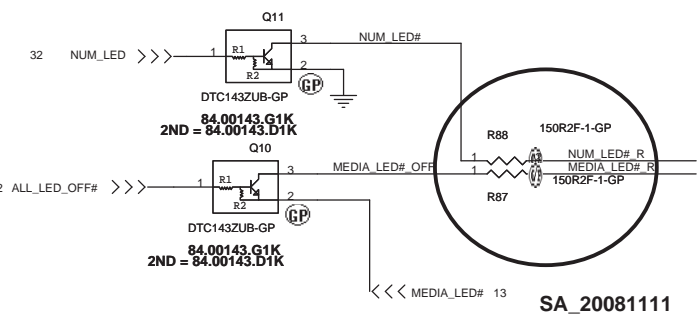 Q11
3 NUM_LED#
32 NUM_LED 1 R1
R2 2
GP
DTC143ZUB-GP
84.00143.G1K
2ND = 84.00143.D1K
Q10
R88 150R2F-1-GP
1 NUM_LED#_R
3 MEDIA_LED#_OFF 1 MEDIA_LED#_R
150R2F-1-GP
R87
2 ALL_LED_OFF# 1 R1
R2 2
GP
DTC143ZUB-GP
84.00143.G1K
2ND = 84.00143.D1K
MEDIA_LED# 13
SA_20081111